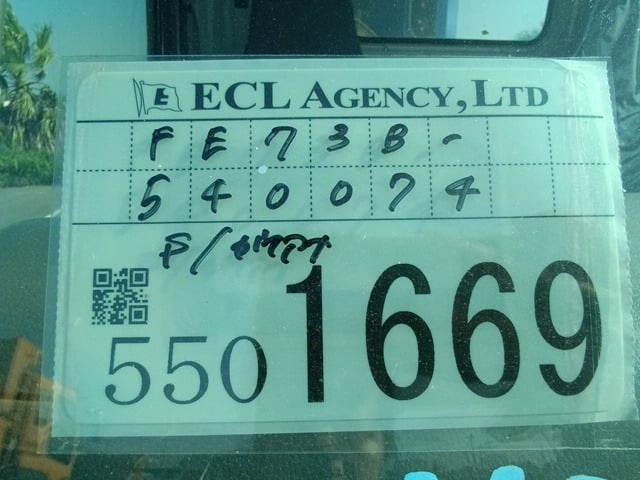 E ECL AGENCY, LTD
FE73B-
540074
550 1669